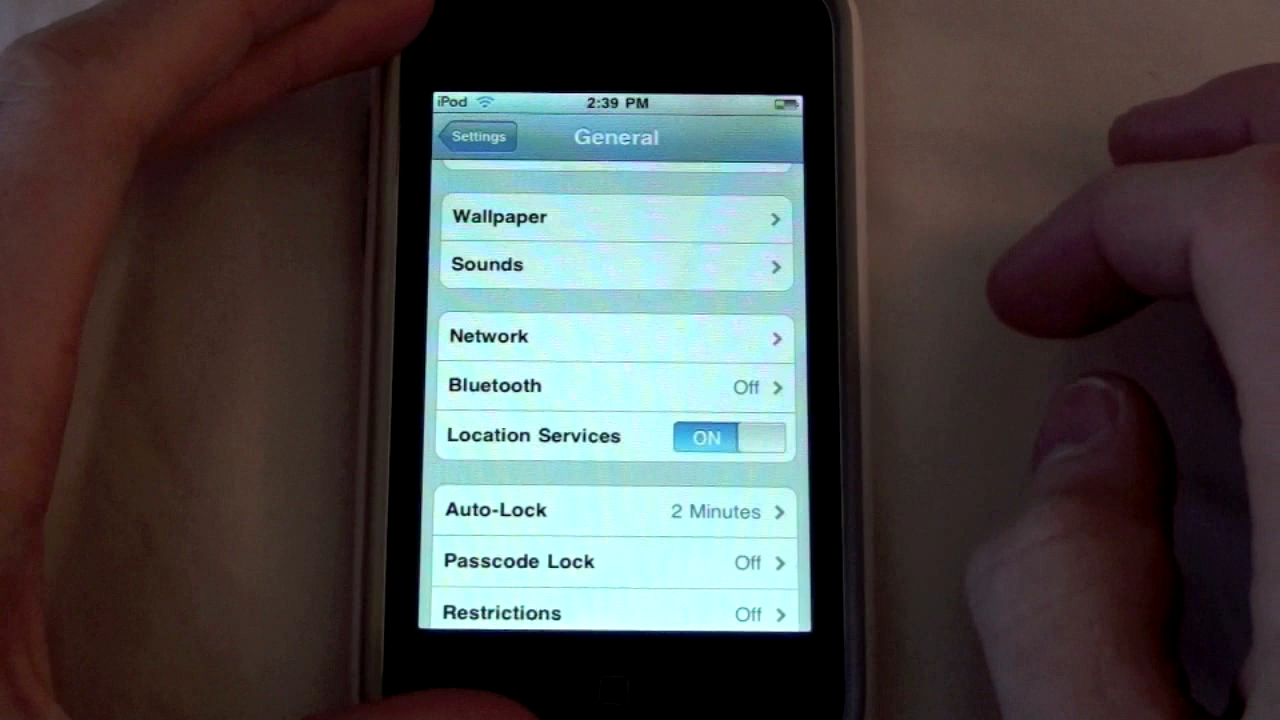 iPod 2:39 PM
Settings General
Wallpaper
Sounds
Network
Bluetooth Off
Location Services ON
Auto-Lock 2 Minutes
Passcode Lock Off
Restrictions Off